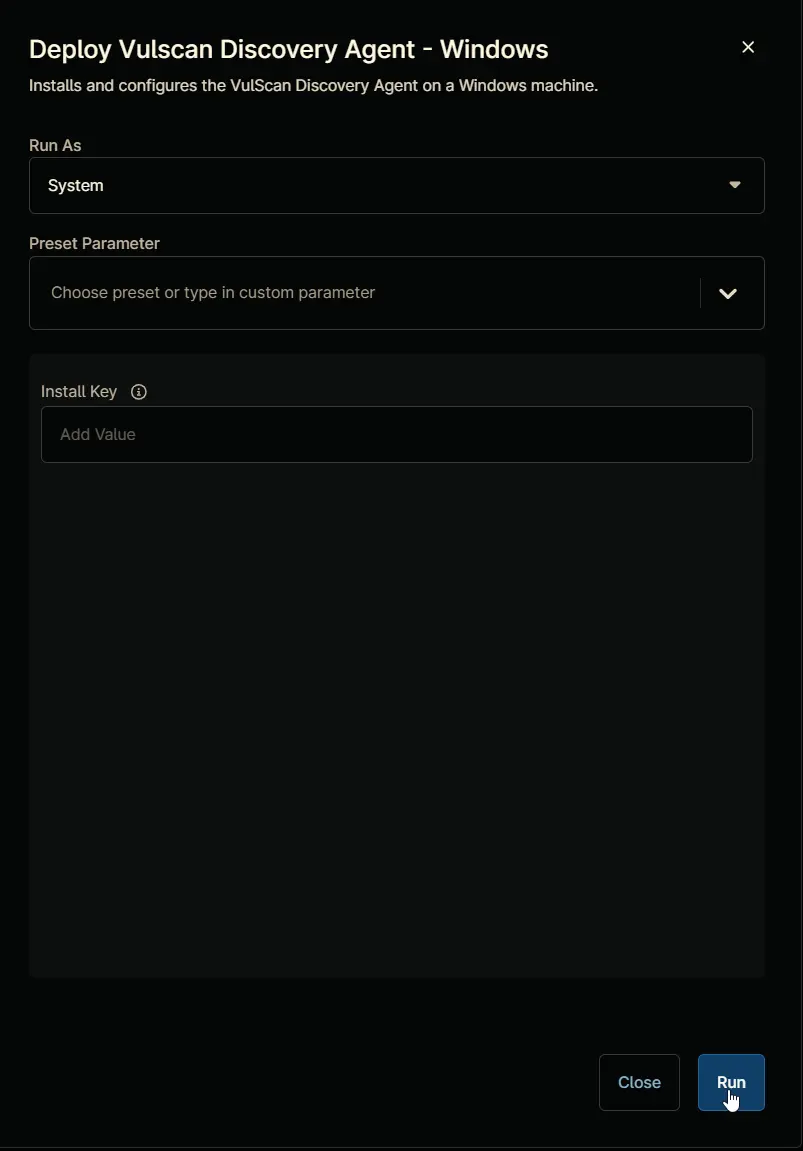 Deploy Vulscan Discovery Agent - Windows
Installs and configures the VulScan Discovery Agent on a Windows machine.
Run As
System
Preset Parameter
Choose preset or type in custom parameter
Install Key
Add Value
Close
Run